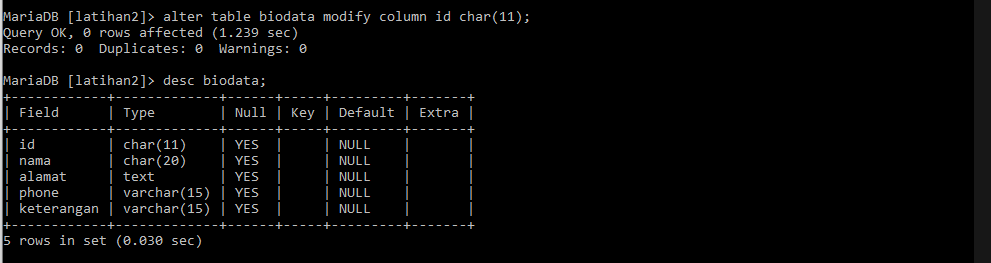 MariaDB [latihan2]> alter table biodata modify column id char(11);
Query OK, 0 rows affected (1.239 sec)
Records: 0  Duplicates: 0  Warnings: 0

MariaDB [latihan2]> desc biodata;
+------------+-------------+------+-----+---------+-------+
| Field      | Type        | Null | Key | Default | Extra |
+------------+-------------+------+-----+---------+-------+
| id         | char(11)    | YES  |     | NULL    |       |
| nama       | char(20)    | YES  |     | NULL    |       |
| alamat     | text        | YES  |     | NULL    |       |
| phone      | varchar(15) | YES  |     | NULL    |       |
| keterangan | varchar(15) | YES  |     | NULL    |       |
+------------+-------------+------+-----+---------+-------+
5 rows in set (0.030 sec)